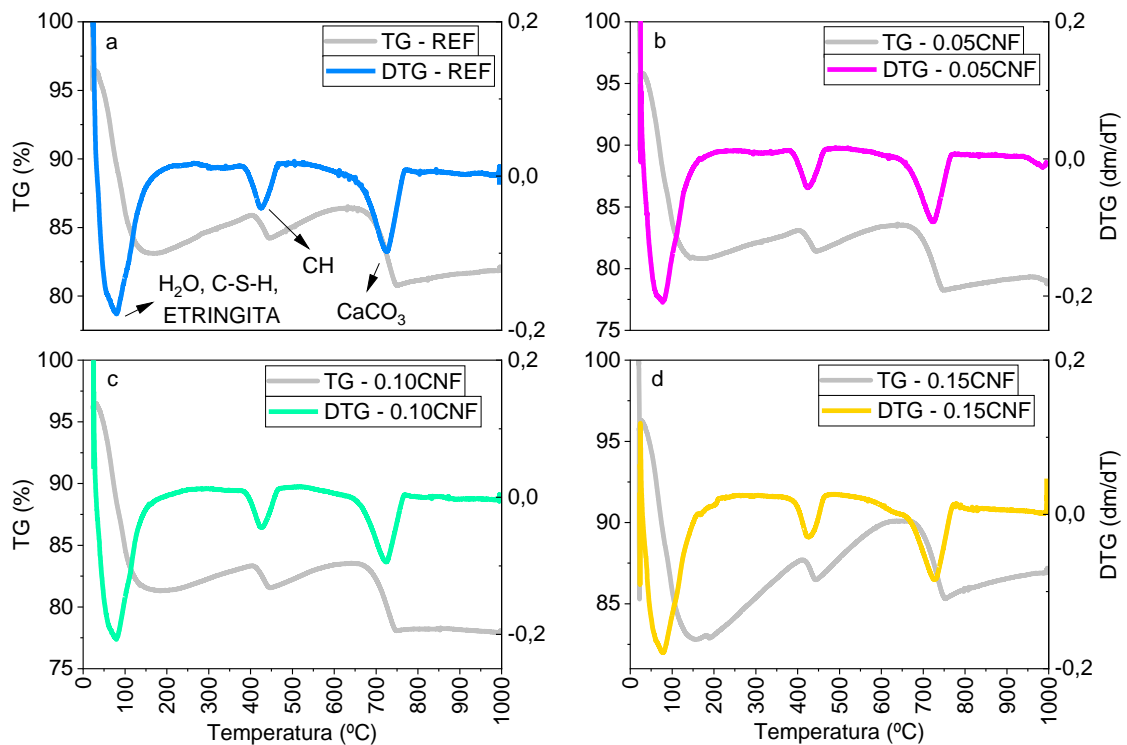 a
TG - REF
DTG - REF
TG (%)
100
95
90
85
80
0,2
0,0
-0,2
CH
H₂O, C-S-H,
ETRINGITA
CaCO₃
b
TG - 0.05CNF
DTG - 0.05CNF
100
95
90
85
80
75
0,2
0,0
-0,2
DTG (dm/dT)
c
TG - 0.10CNF
DTG - 0.10CNF
TG (%)
100
95
90
85
80
75
0,2
0,0
-0,2
0
100
200
300
400
500
600
700
800
900
1000
Temperatura (ºC)
d
TG - 0.15CNF
DTG - 0.15CNF
100
95
90
85
0,2
0,0
-0,2
DTG (dm/dT)
0
100
200
300
400
500
600
700
800
900
1000
Temperatura (ºC)